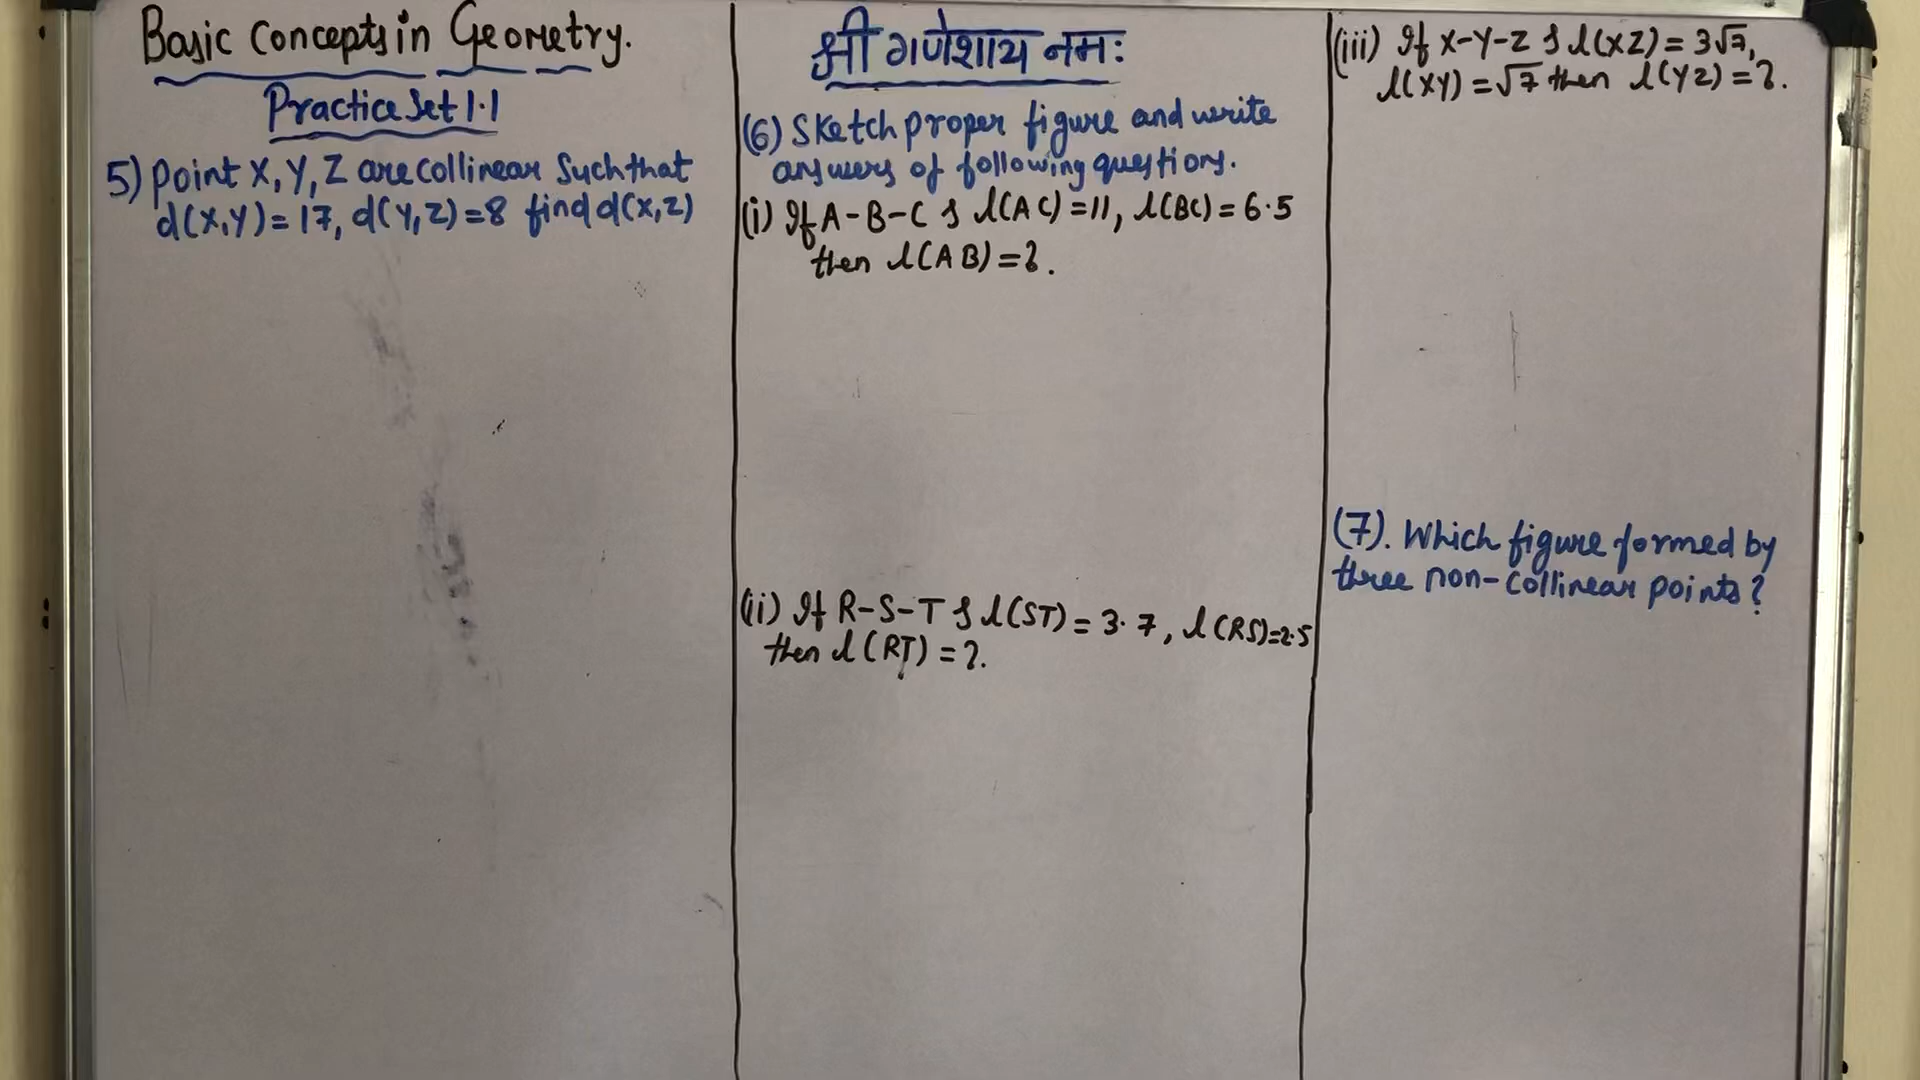 Basic Concepts in Geometry.
Practice Set 1.1
5) Point X, Y, Z are collinear Such that
d(X,Y)= 17, d(Y,Z)=8 find d(X,Z)
श्री गणेशाय नमः
(6) Sketch proper figure and write
answers of following questions.
(i) If A-B-C & l(AC)=11, l(BC)= 6.5
then l(AB)=?.
(ii) If R-S-T & l(ST)= 3.7, l(RS)=2.5
then l(RT) = ?.
(iii) If X-Y-Z & l(XZ)= 3√7,
l(XY)=√7 then l(YZ)=?.
(7). Which figure formed by
three non-collinear points?